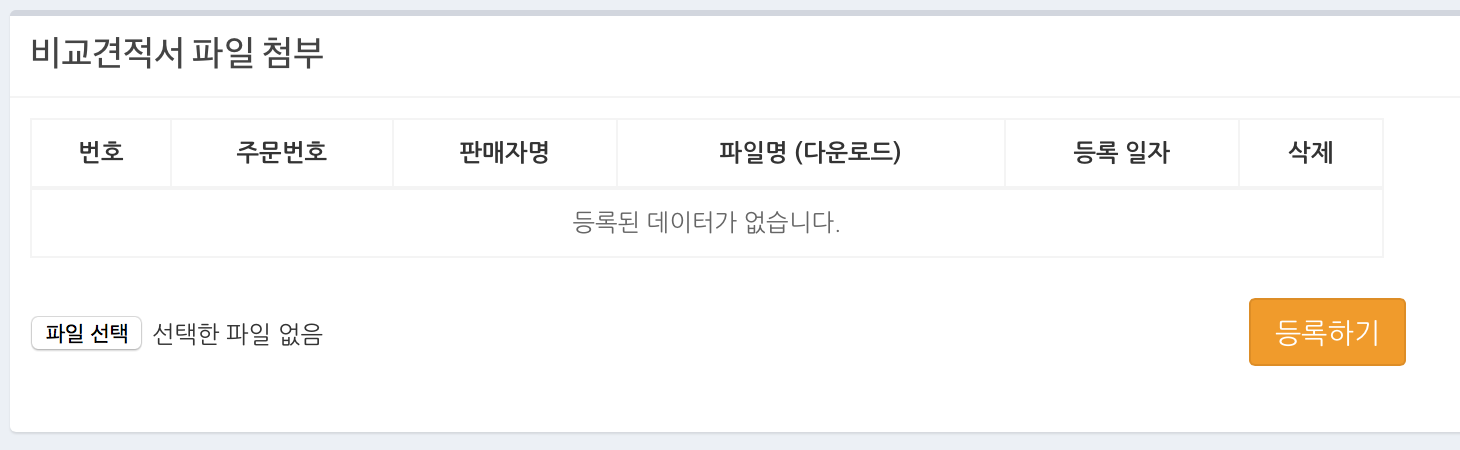 비교견적서 파일 첨부
번호 주문번호 판매자명 파일명 (다운로드) 등록 일자 삭제
등록된 데이터가 없습니다.
파일 선택 선택한 파일 없음 등록하기